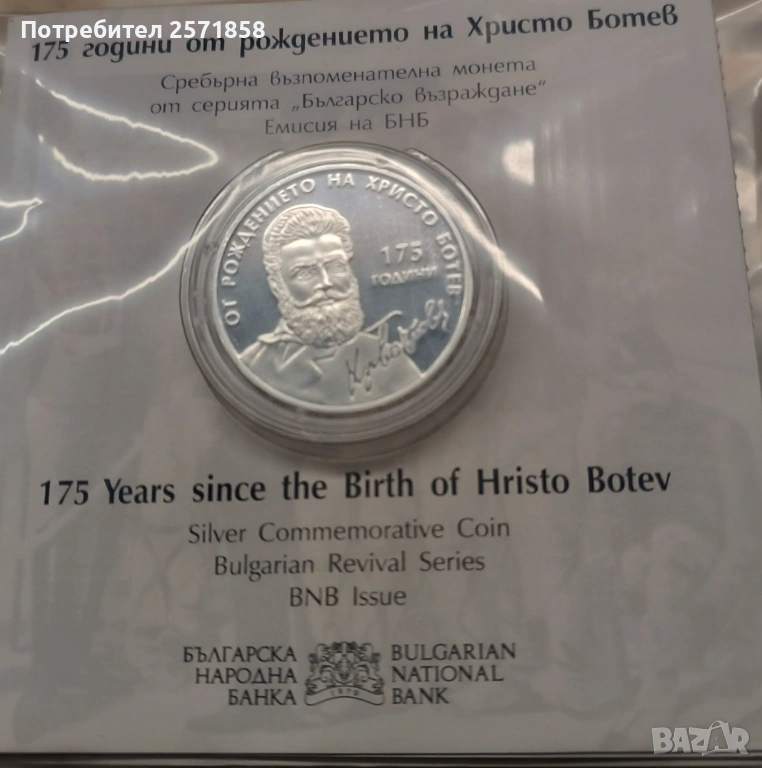 Потребител 2571858
175 години от рождението на Христо Ботев
Сребърна възпоменателна монета
от серията „Българско възраждане“
Емисия на БНБ
ОТ РОЖДЕНИЕТО НА ХРИСТО БОТЕВ
175
ГОДИНИ
175 Years since the Birth of Hristo Botev
Silver Commemorative Coin
Bulgarian Revival Series
BNB Issue
БЪЛГАРСКА
НАРОДНА
БАНКА
1879
BULGARIAN
NATIONAL
BANK
BAZAR